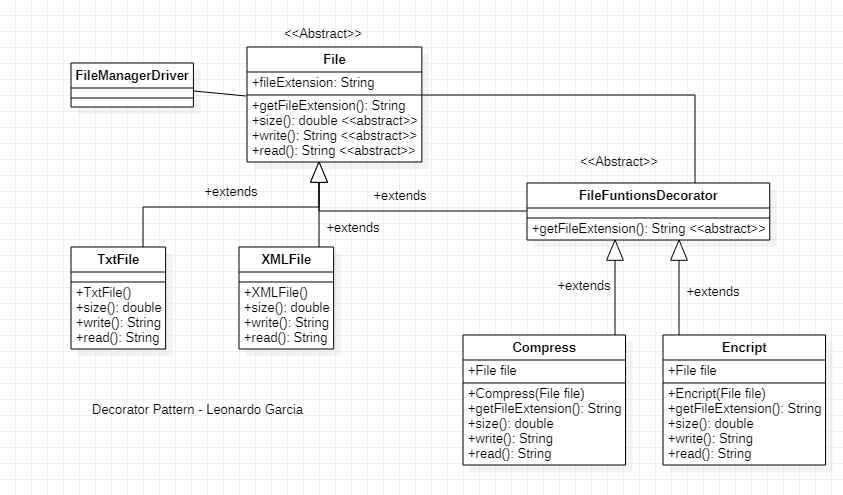 <<Abstract>>
File
+fileExtension: String
+getFileExtension(): String
+size(): double <<abstract>>
+write(): String <<abstract>>
+read(): String <<abstract>>
FileManagerDriver
<<Abstract>>
FileFuntionsDecorator
+getFileExtension(): String <<abstract>>
+extends
+extends
+extends
TxtFile
+TxtFile()
+size(): double
+write(): String
+read(): String
XMLFile
+XMLFile()
+size(): double
+write(): String
+read(): String
+extends
+extends
Compress
+File file
+Compress(File file)
+getFileExtension(): String
+size(): double
+write(): String
+read(): String
Encript
+File file
+Encript(File file)
+getFileExtension(): String
+size(): double
+write(): String
+read(): String
Decorator Pattern - Leonardo Garcia